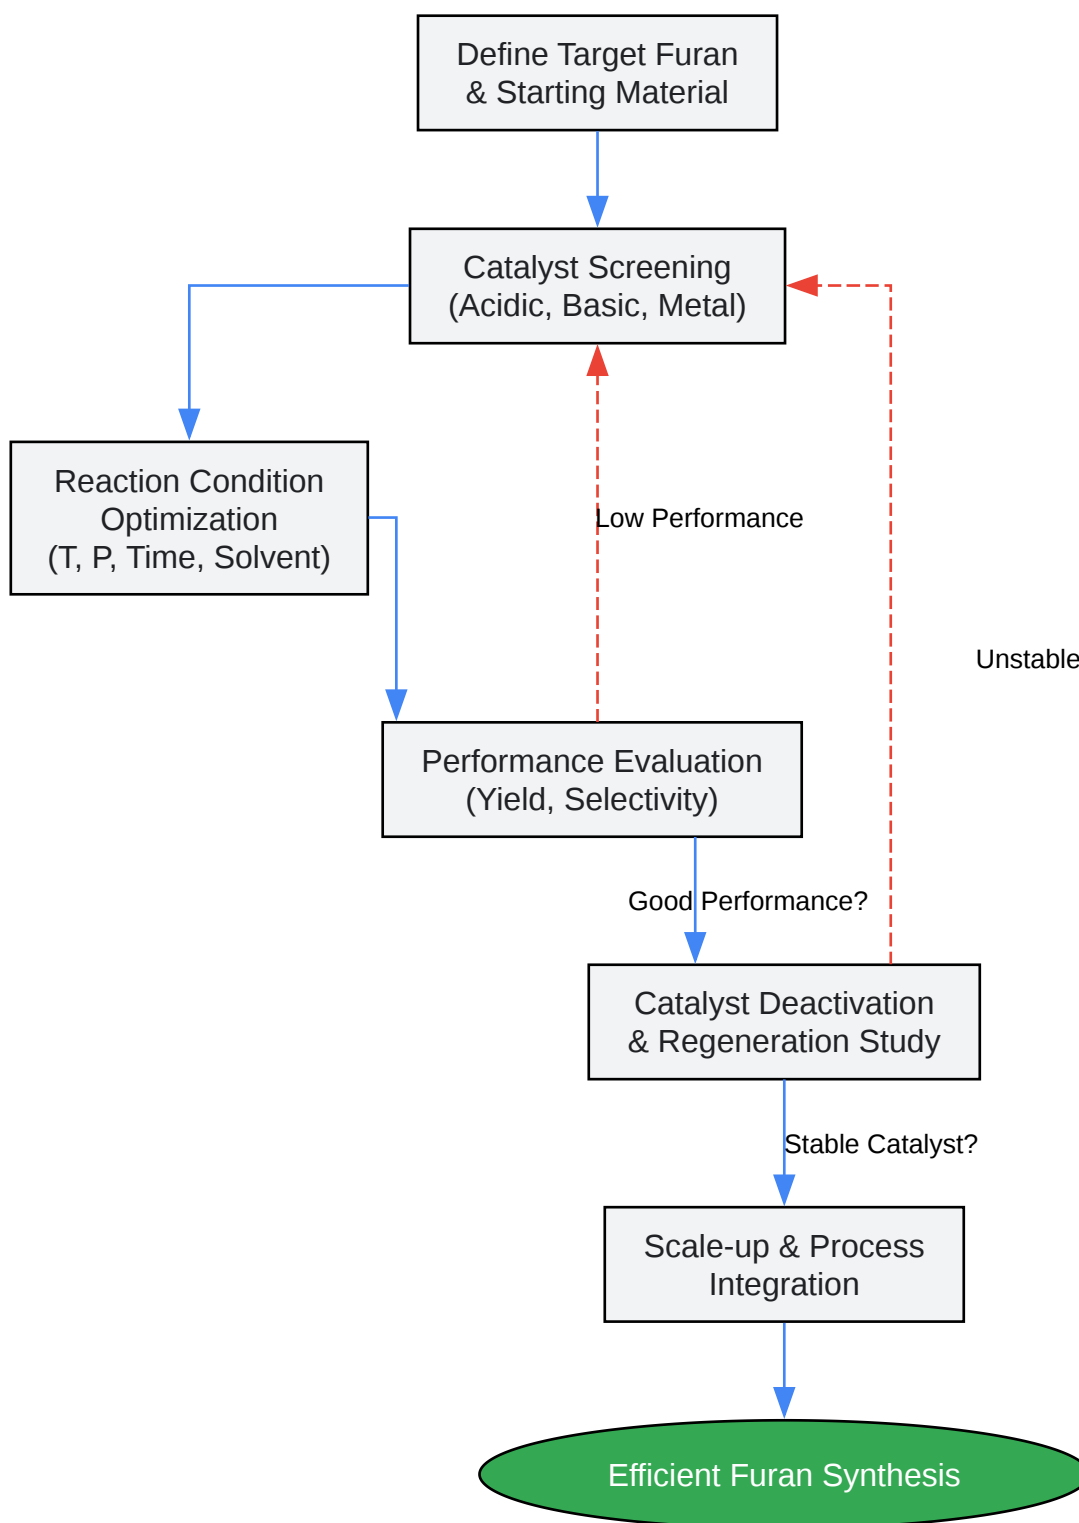 Define Target Furan
& Starting Material
Catalyst Screening
(Acidic, Basic, Metal)
Reaction Condition
Optimization
(T, P, Time, Solvent)
Low Performance
Unstable
Performance Evaluation
(Yield, Selectivity)
Good Performance?
Catalyst Deactivation
& Regeneration Study
Stable Catalyst?
Scale-up & Process
Integration
Efficient Furan Synthesis